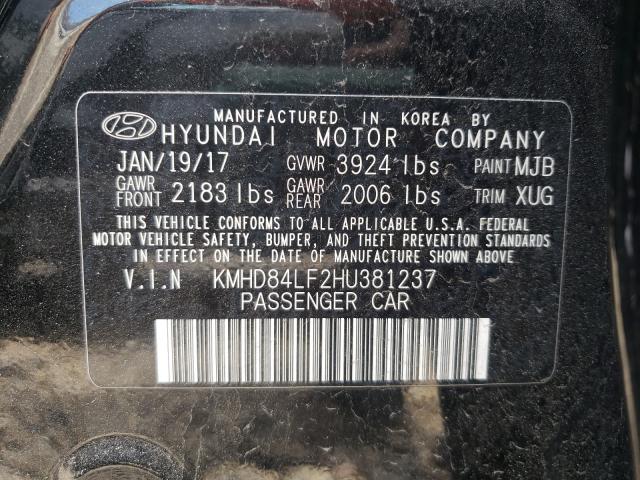 MANUFACTURED IN KOREA BY
HYUNDAI MOTOR COMPANY
JAN/19/17 GVWR 3924 lbs PAINT MJB
GAWR FRONT 2183 lbs GAWR REAR 2006 lbs TRIM XUG
THIS VEHICLE CONFORMS TO ALL APPLICABLE U.S.A. FEDERAL
MOTOR VEHICLE SAFETY, BUMPER, AND THEFT PREVENTION STANDARDS
IN EFFECT ON THE DATE OF MANUFACTURE SHOWN ABOVE
V.I.N KMHD84LF2HU381237
PASSENGER CAR